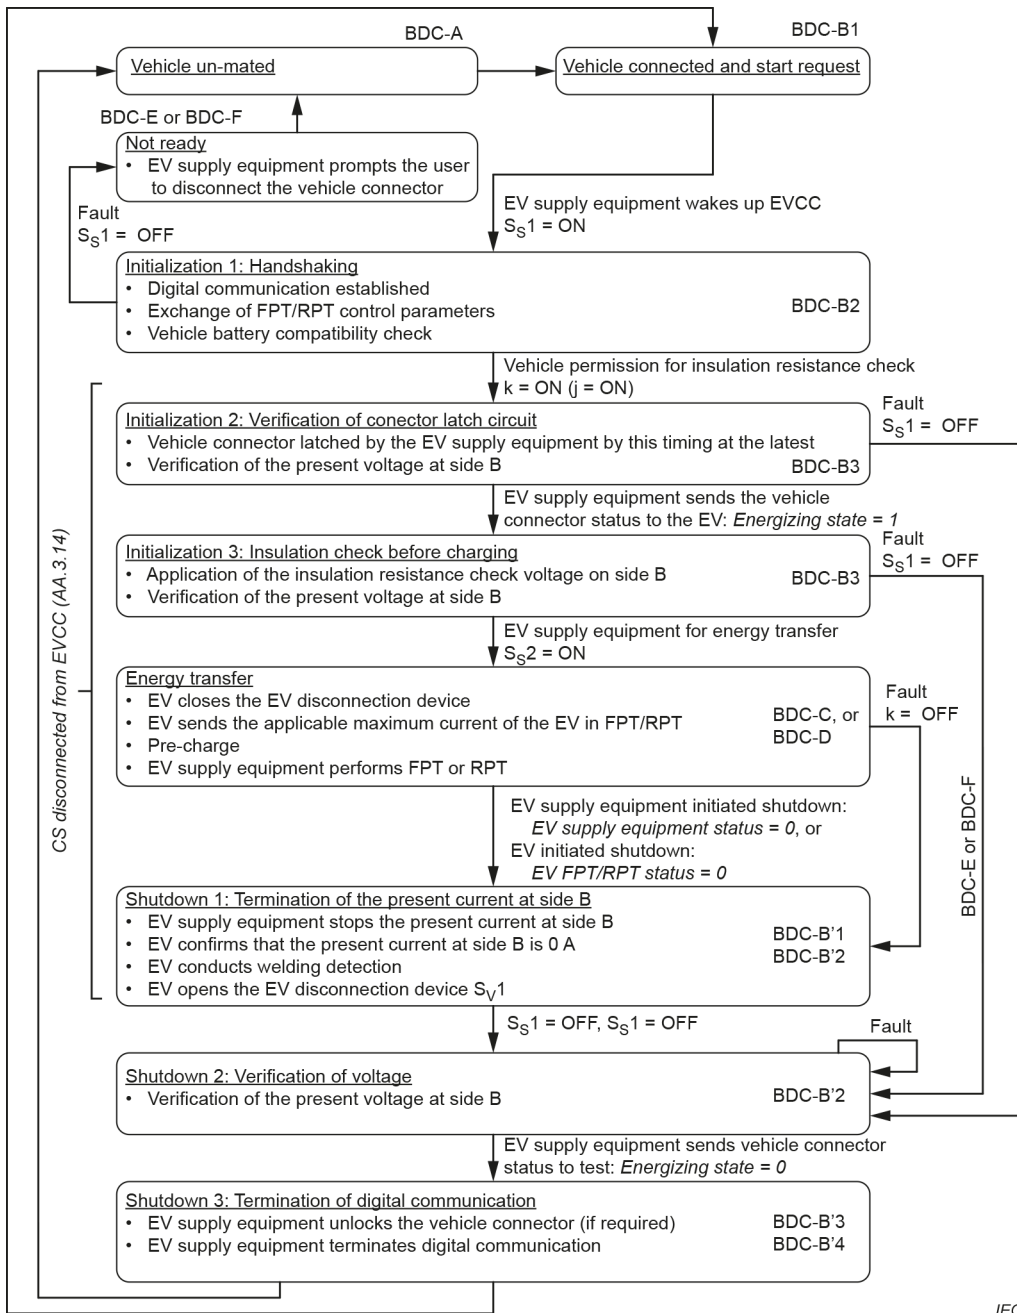 BDC-A
BDC-B1
Vehicle un-mated
Vehicle connected and start request
BDC-E or BDC-F
Not ready
• EV supply equipment prompts the user
to disconnect the vehicle connector
Fault
SS1 = OFF
EV supply equipment wakes up EVCC
SS1 = ON
Initialization 1: Handshaking
• Digital communication established
• Exchange of FPT/RPT control parameters
• Vehicle battery compatibility check
BDC-B2
Vehicle permission for insulation resistance check
k = ON (j = ON)
Initialization 2: Verification of conector latch circuit
• Vehicle connector latched by the EV supply equipment by this timing at the latest
• Verification of the present voltage at side B
BDC-B3
Fault
SS1 = OFF
EV supply equipment sends the vehicle
connector status to the EV: Energizing state = 1
Initialization 3: Insulation check before charging
• Application of the insulation resistance check voltage on side B
• Verification of the present voltage at side B
BDC-B3
Fault
SS1 = OFF
EV supply equipment for energy transfer
SS2 = ON
Energy transfer
• EV closes the EV disconnection device
• EV sends the applicable maximum current of the EV in FPT/RPT
• Pre-charge
• EV supply equipment performs FPT or RPT
BDC-C, or
BDC-D
Fault
k = OFF
CS disconnected from EVCC (AA.3.14)
BDC-E or BDC-F
EV supply equipment initiated shutdown:
EV supply equipment status = 0, or
EV initiated shutdown:
EV FPT/RPT status = 0
Shutdown 1: Termination of the present current at side B
• EV supply equipment stops the present current at side B
• EV confirms that the present current at side B is 0 A
• EV conducts welding detection
• EV opens the EV disconnection device SV1
BDC-B'1
BDC-B'2
SS1 = OFF, SS1 = OFF
Fault
Shutdown 2: Verification of voltage
• Verification of the present voltage at side B
BDC-B'2
EV supply equipment sends vehicle connector
status to test: Energizing state = 0
Shutdown 3: Termination of digital communication
• EV supply equipment unlocks the vehicle connector (if required)
• EV supply equipment terminates digital communication
BDC-B'3
BDC-B'4
IEC